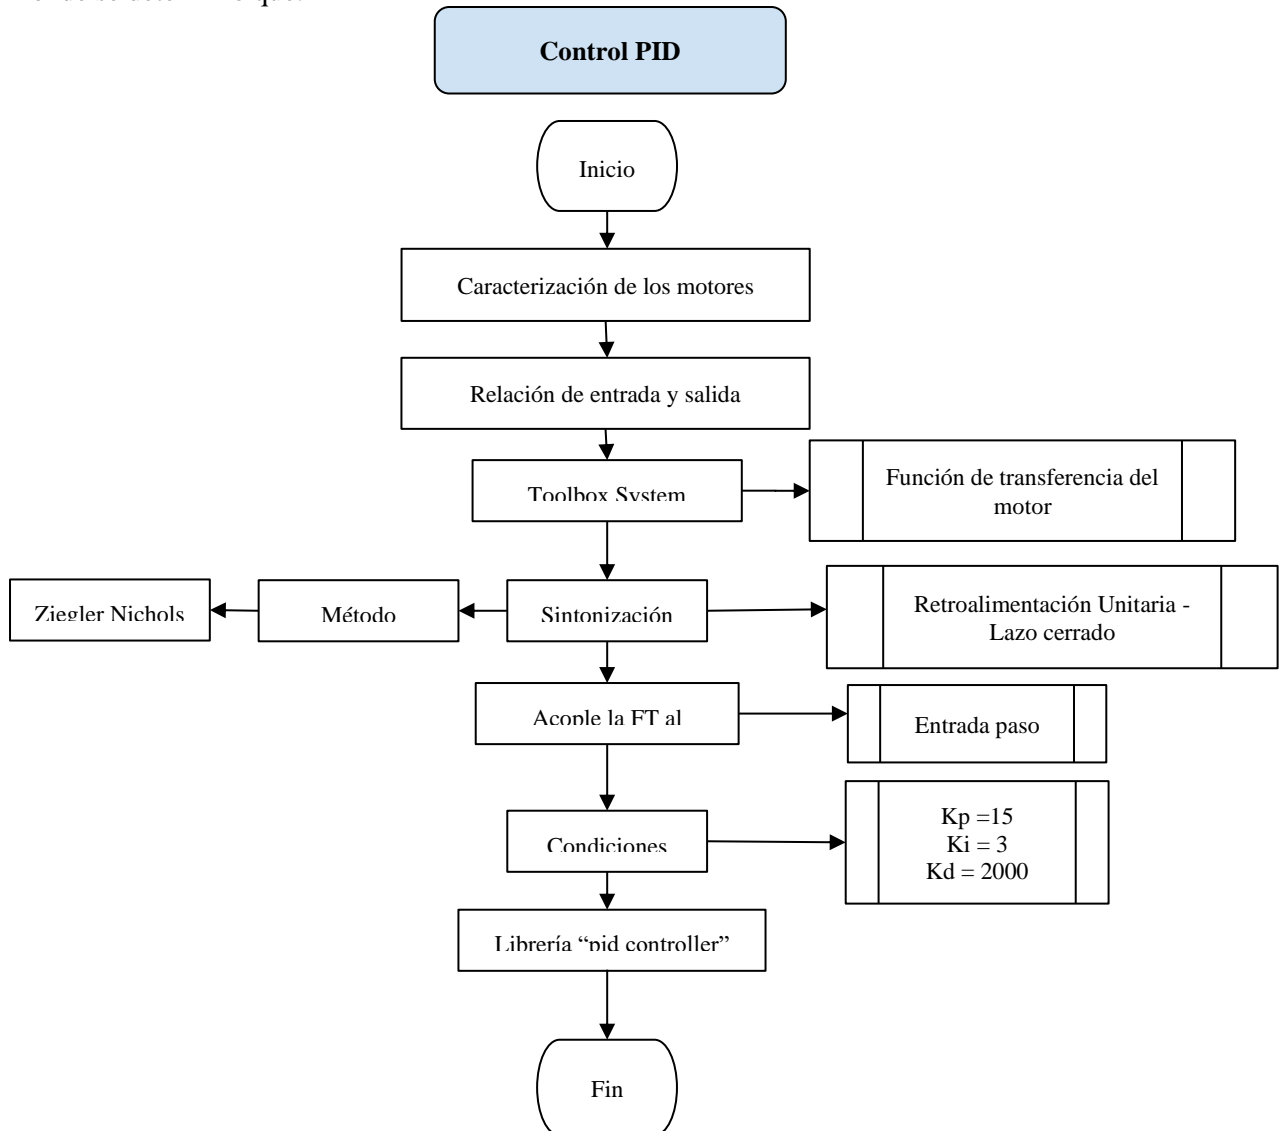 Control PID
Inicio
Caracterización de los motores
Relación de entrada y salida
Toolbox System
Función de transferencia del
motor
Ziegler Nichols
Método
Sintonización
Retroalimentación Unitaria -
Lazo cerrado
Acople la FT al
Entrada paso
Condiciones
Kp =15
Ki = 3
Kd = 2000
Librería “pid controller”
Fin